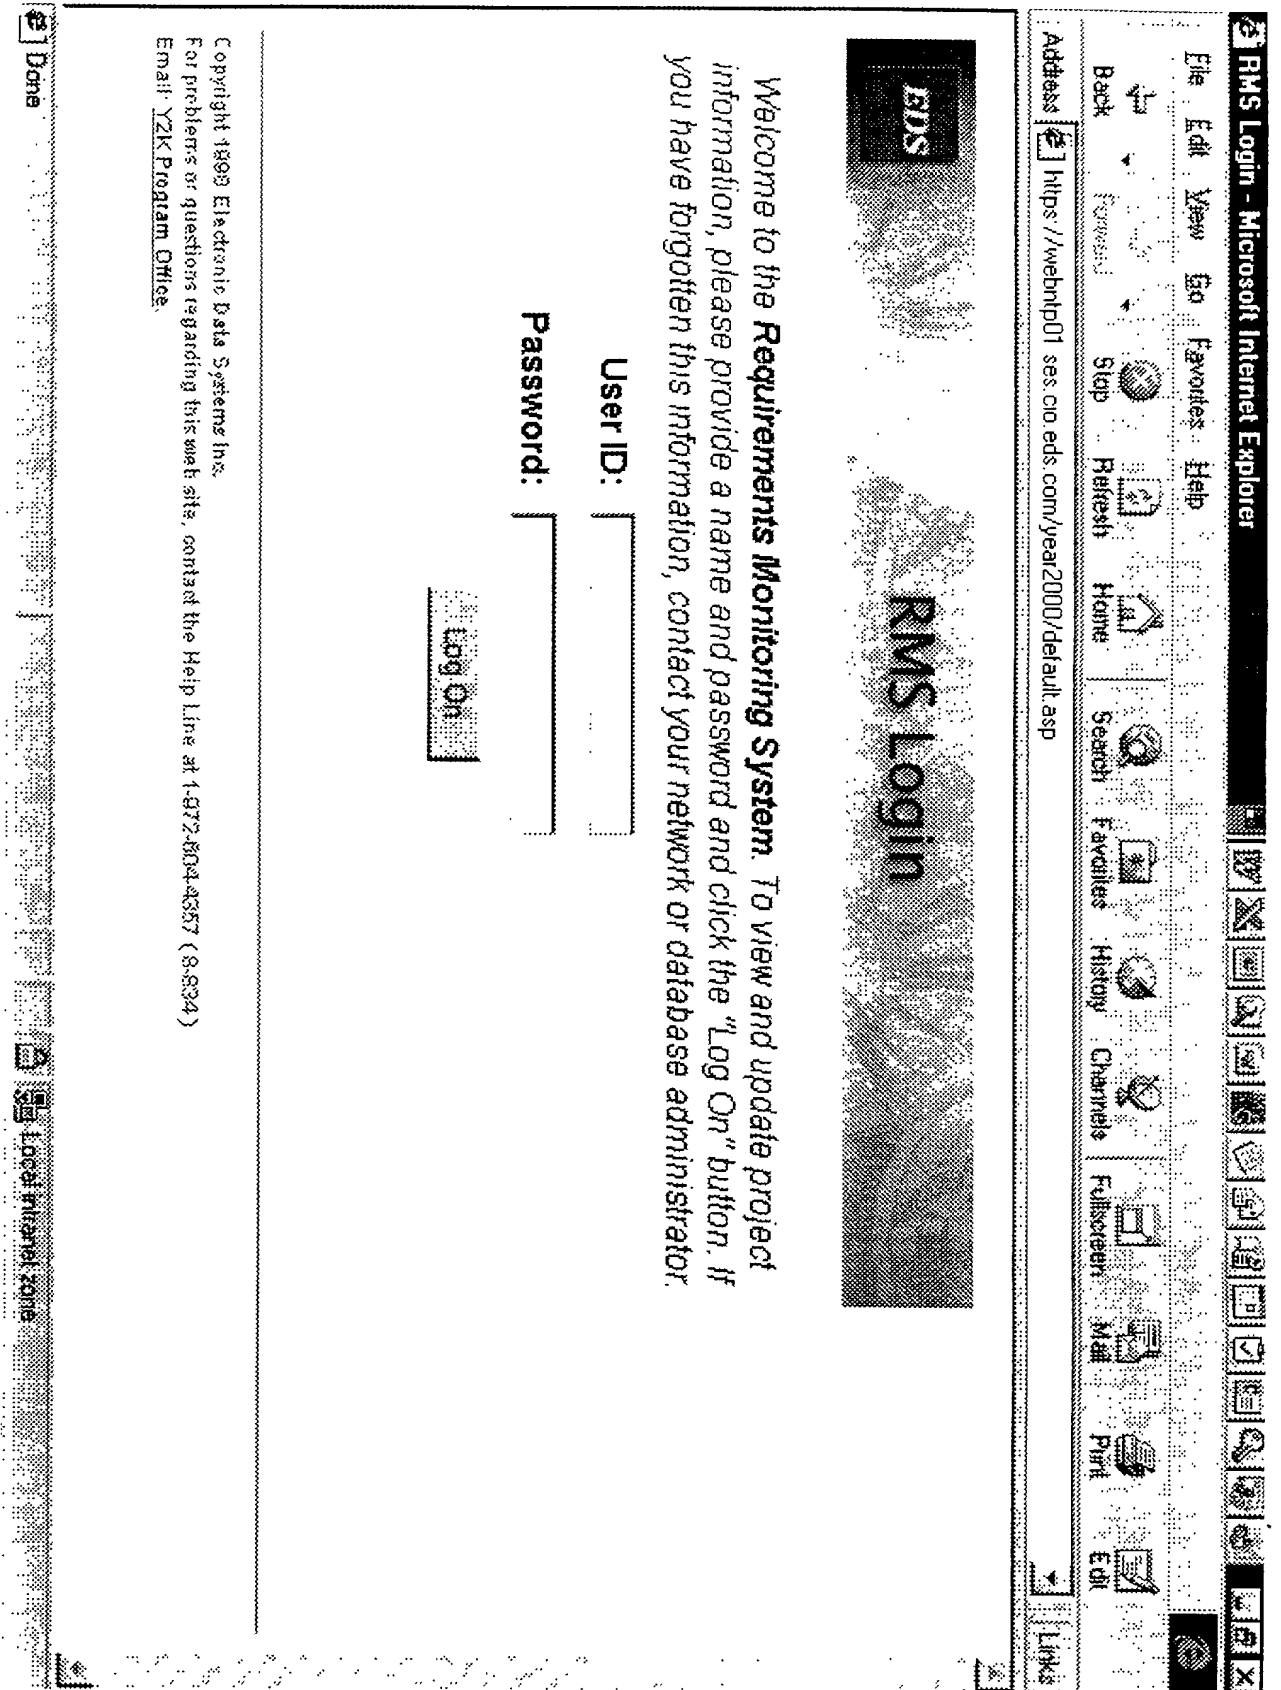 RMS Login - Microsoft Internet Explorer
File Edit View Go Favorites Help
Back Forward Stop Refresh Home Search Favorites History Channels Fullscreen Mail Print Edit
Address https://webntp01.ses.cio.eds.com/year2000/default.asp Links
EDS RMS Login
Welcome to the Requirements Monitoring System. To view and update project
information, please provide a name and password and click the "Log On" button. If
you have forgotten this information, contact your network or database administrator.
User ID:
Password:
Log On
Copyright 1998 Electronic Data Systems Inc.
For problems or questions regarding this web site, contact the Help Line at 1-972-604-4357 (8-834)
Email: Y2K Program Office.
Done Local intranet zone